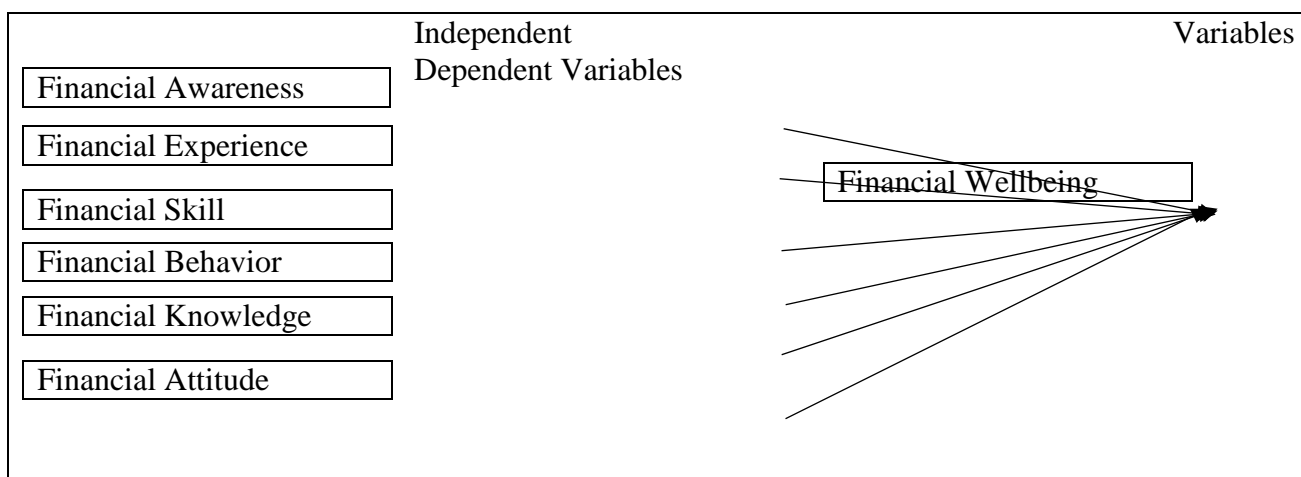 Independent Variables
Dependent Variables
Financial Awareness
Financial Experience
Financial Wellbeing
Financial Skill
Financial Behavior
Financial Knowledge
Financial Attitude